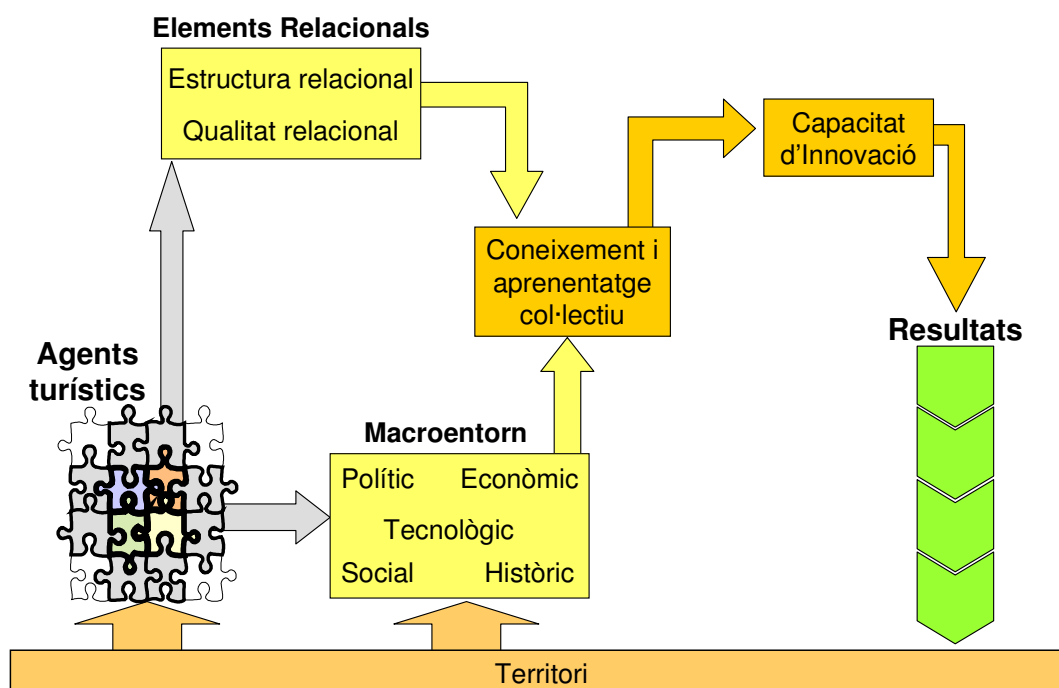 Elements Relacionals
Estructura relacional
Qualitat relacional
Capacitat
d’Innovació
Coneixement i
aprenentatge
col·lectiu
Resultats
Agents
turístics
Macroentorn
Polític Econòmic
Tecnològic
Social Històric
Territori